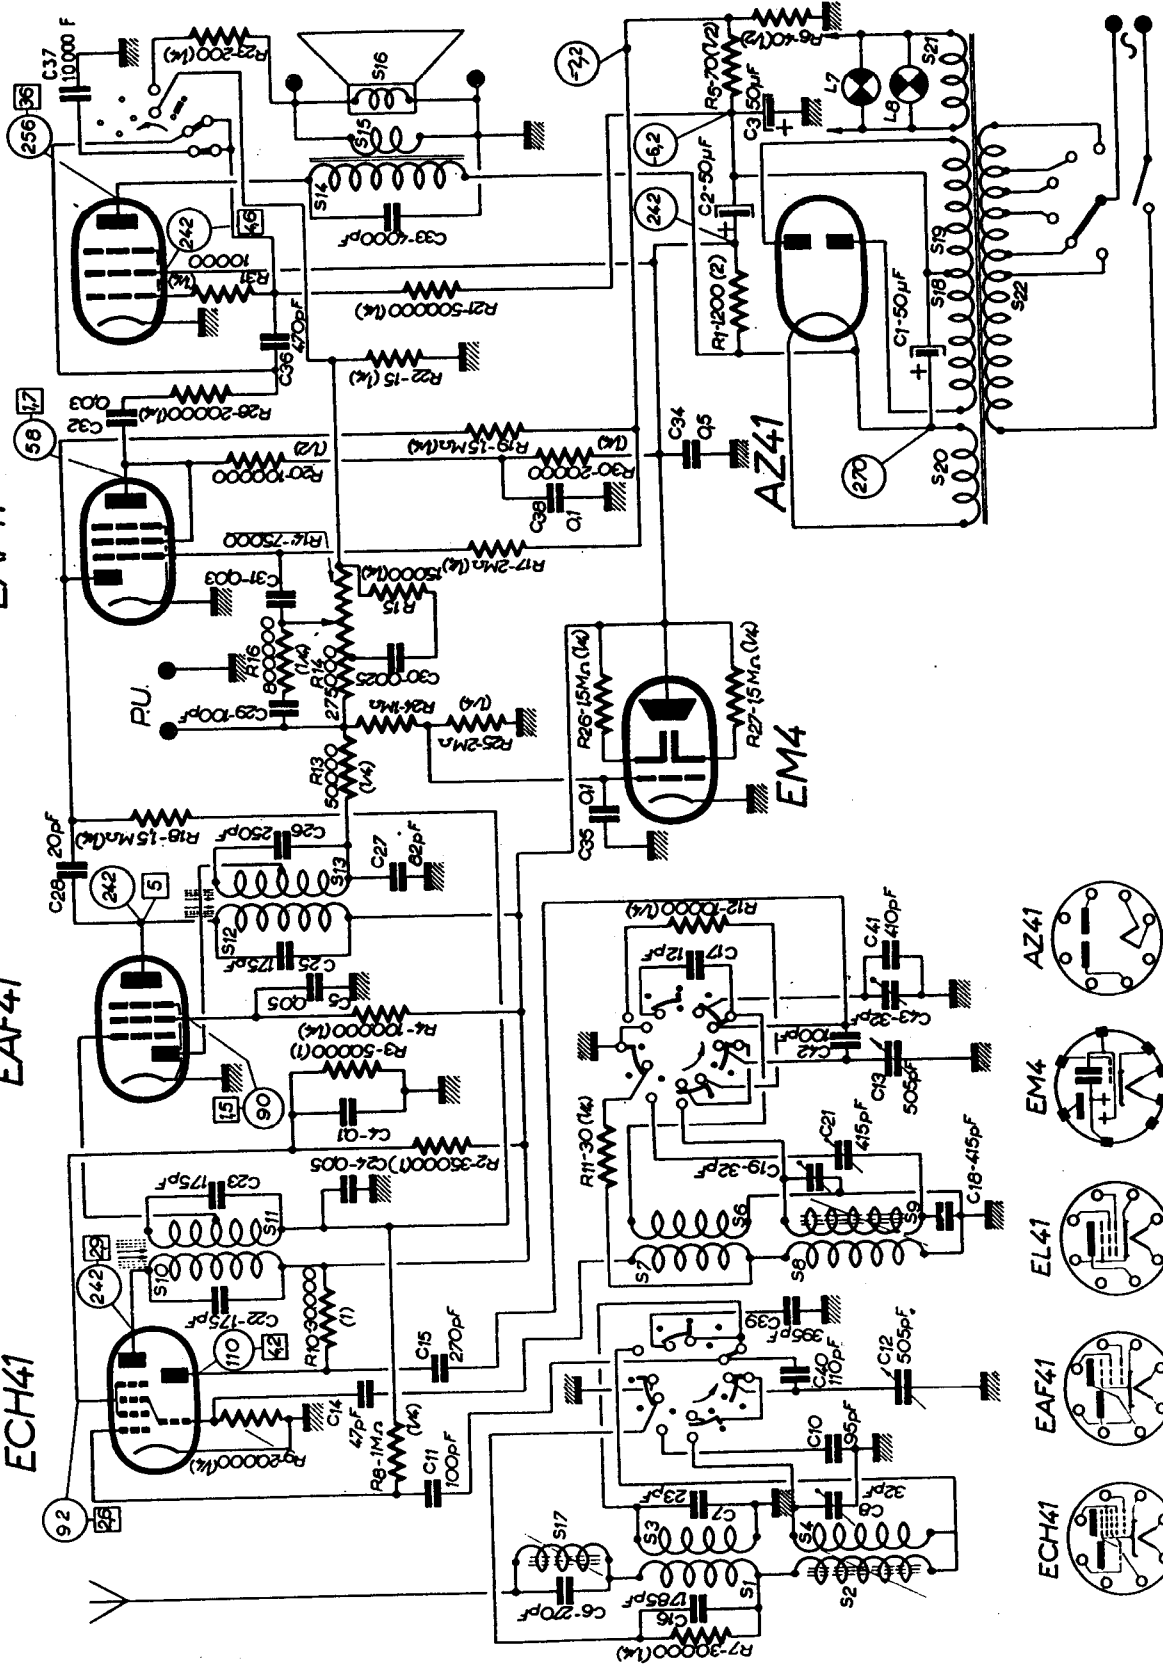 C37
10000 F
R23-200 (¼)
S16
256
36
S15
S14
C33-4000pF
242
46
10000
R31
(¼)
R21-500000(¼)
C36
470pF
R22-15 (¼)
-2,2
R5-70(½)
R6-40(½)
C3
50µF
-6,2
L7
L8
S21
C2-50µF
242
R1-1200(2)
S19
S18
C1-50µF
S22
270
S20
AZ41
58
17
0,03
C32
R28-200000(¼)
R20-100000
(½)
R19-1,5MΩ(¼)
R30-20000
(¼)
C34
0,5
C38
0,1
R17-2MΩ(¼)
R14-75000
C31-0,03
R15
15000(¼)
R16
80000
(¼)
R14
275000
C30-0,025
P.U.
C29-100pF
R24-1MΩ
R25-2MΩ
(¼)
R13
50000
(¼)
R26-1,5MΩ(¼)
R27-1,5MΩ(¼)
EM4
C35
0,1
C28
20pF
R18-1,5MΩ(¼)
C26
250pF
C27
82pF
S13
S12
242
5
EAF41
C25
175pF
C5
0,05
R4-100000(¼)
R3-50000(1)
15
90
C4-0,1
R2-35000(1)
C24-0,05
C23
175pF
S11
S10
C22-175pF
29
242
110
42
R10-30000
(1)
ECH41
92
26
R9-20000(¼)
C14
47pF
C15
270pF
R8-1MΩ
(¼)
C11
100pF
R12-10000(¼)
C17
12pF
C41
410pF
C43-32pF
100pF
C42
C13
505pF
R11-30(¼)
C21
415pF
C19-32pF
C18-415pF
S6
S7
S9
S8
C39
395pF
C40
110pF
C12
505pF
C10
95pF
32pF
C8
23pF
C7
S17
S3
S4
S1
S2
C6-270pF
1785pF
C16
R7-30000(¼)
ECH41
EAF41
EL41
EM4
AZ41